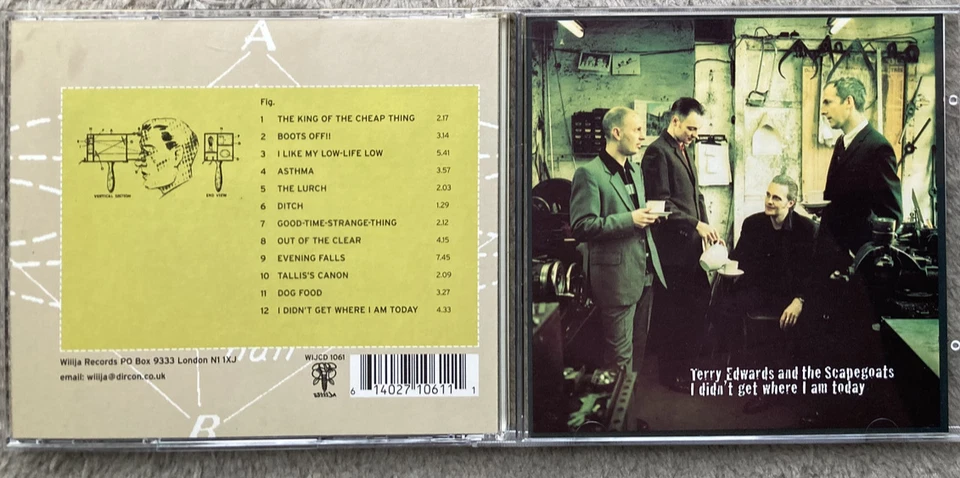 A
Fig.
1 THE KING OF THE CHEAP THING 2.17
2 BOOTS OFF!! 3.14
3 I LIKE MY LOW-LIFE LOW 5.41
4 ASTHMA 3.57
5 THE LURCH 2.03
6 DITCH 1.29
7 GOOD-TIME-STRANGE-THING 2.12
8 OUT OF THE CLEAR 4.15
9 EVENING FALLS 7.45
10 TALLIS'S CANON 2.09
11 DOG FOOD 3.27
12 I DIDN'T GET WHERE I AM TODAY 4.33
VERTICAL SECTION
END VIEW
Wiiija Records PO Box 9333 London N1 1XJ
email: wiiija@dircon.co.uk
WIJCD 1061
6 14027 10611 1
B
Terry Edwards and the Scapegoats
I didn't get where I am today